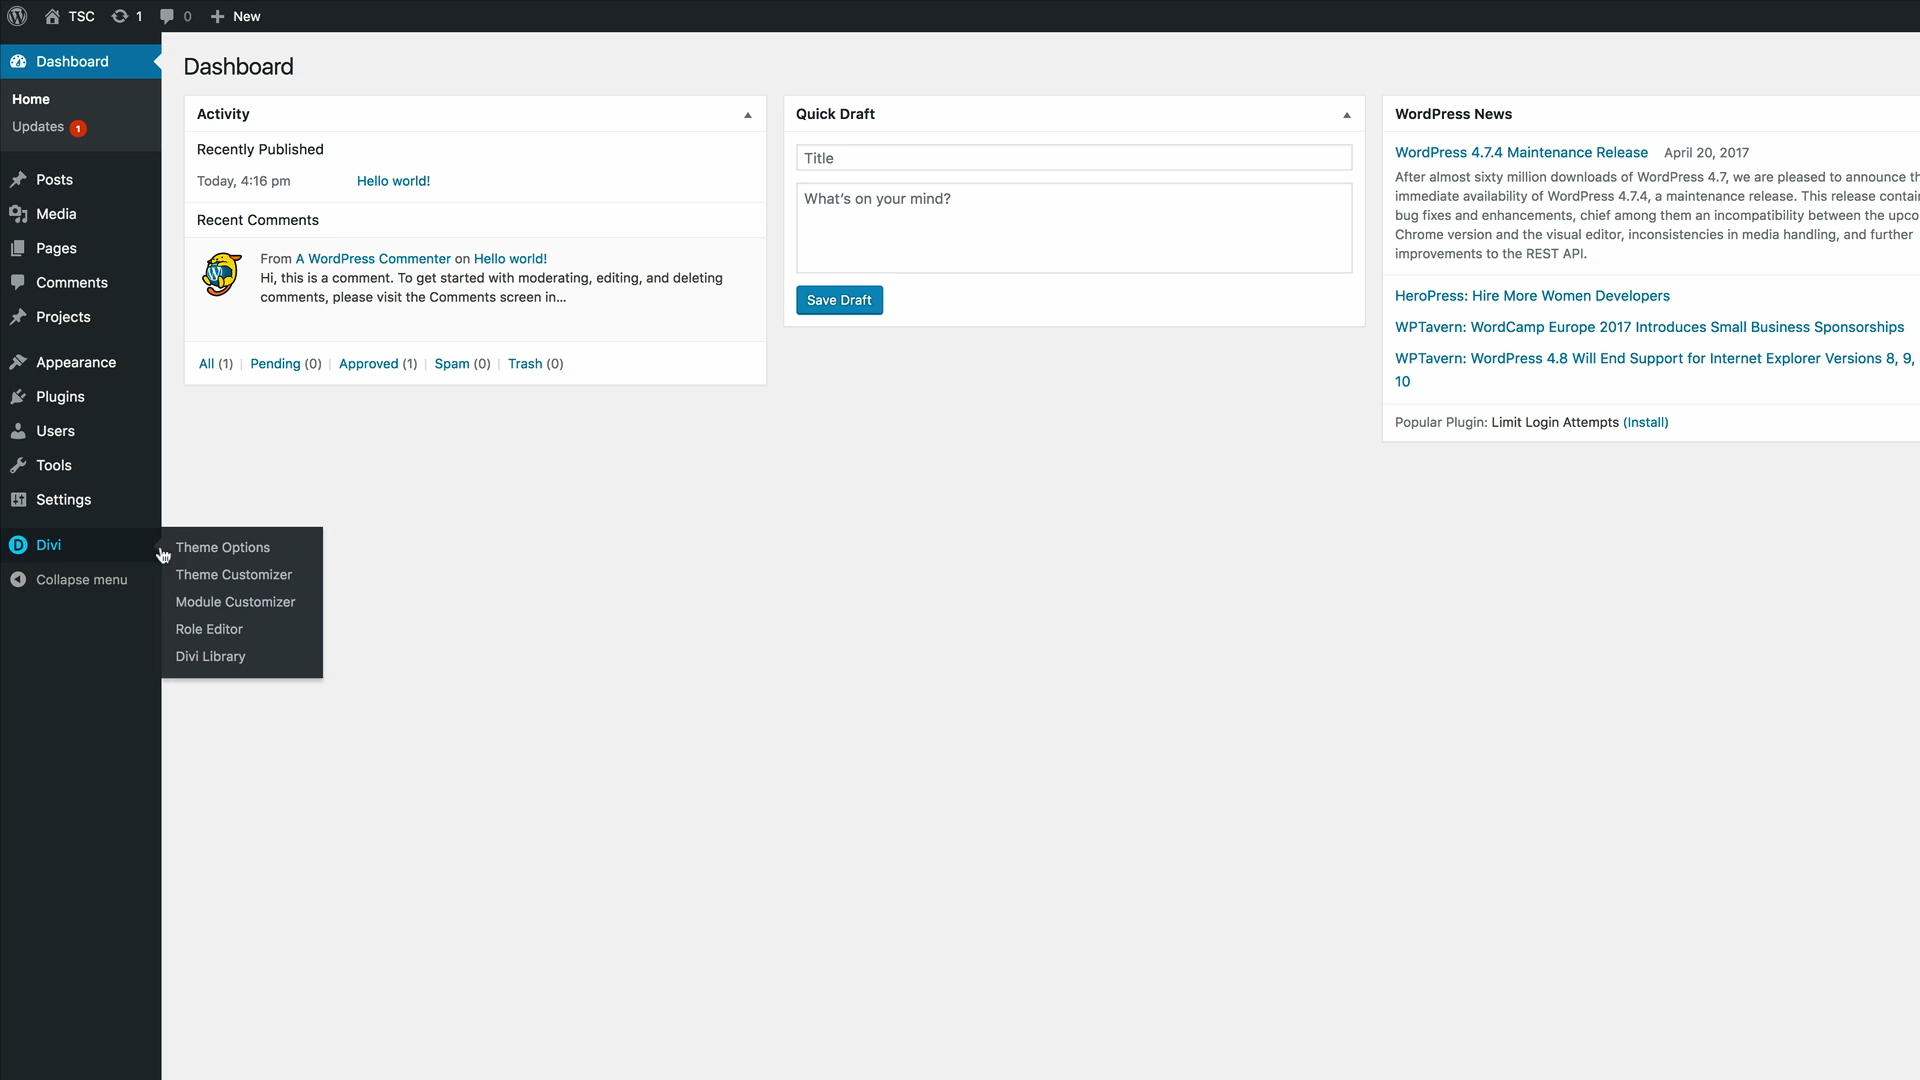 TSC 1 0 New
Dashboard
Home
Updates 1
Posts
Media
Pages
Comments
Projects
Appearance
Plugins
Users
Tools
Settings
Divi
Collapse menu
Theme Options
Theme Customizer
Module Customizer
Role Editor
Divi Library
Dashboard
Activity
Recently Published
Today, 4:16 pm Hello world!
Recent Comments
From A WordPress Commenter on Hello world!
Hi, this is a comment. To get started with moderating, editing, and deleting
comments, please visit the Comments screen in...
All (1) | Pending (0) | Approved (1) | Spam (0) | Trash (0)
Quick Draft
Title
What's on your mind?
Save Draft
WordPress News
WordPress 4.7.4 Maintenance Release April 20, 2017
After almost sixty million downloads of WordPress 4.7, we are pleased to announce
immediate availability of WordPress 4.7.4, a maintenance release. This release
bug fixes and enhancements, chief among them an incompatibility between the
Chrome version and the visual editor, inconsistencies in media handling, and further
improvements to the REST API.
HeroPress: Hire More Women Developers
WPTavern: WordCamp Europe 2017 Introduces Small Business Sponsorships
WPTavern: WordPress 4.8 Will End Support for Internet Explorer Versions 8, 9,
10
Popular Plugin: Limit Login Attempts (Install)